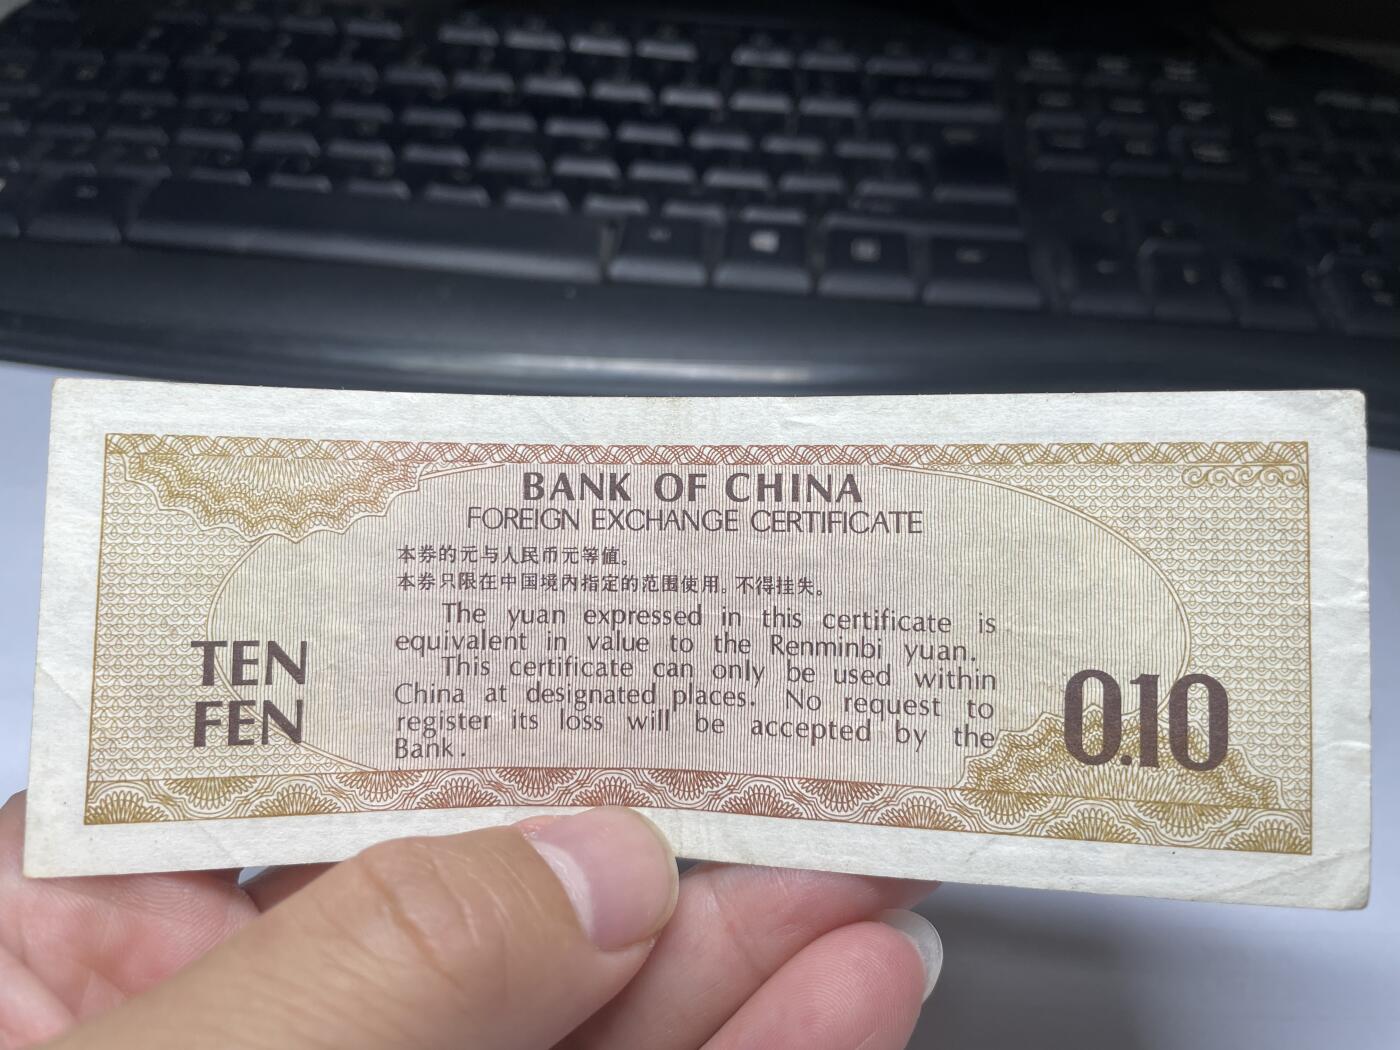 BANK OF CHINA
FOREIGN EXCHANGE CERTIFICATE
本券的元与人民币元等值。
本券只限在中国境内指定的范围使用。不得挂失。
The yuan expressed in this certificate is
equivalent in value to the Renminbi yuan.
This certificate can only be used within
China at designated places. No request to
register its loss will be accepted by the
Bank.
TEN
FEN
0.10